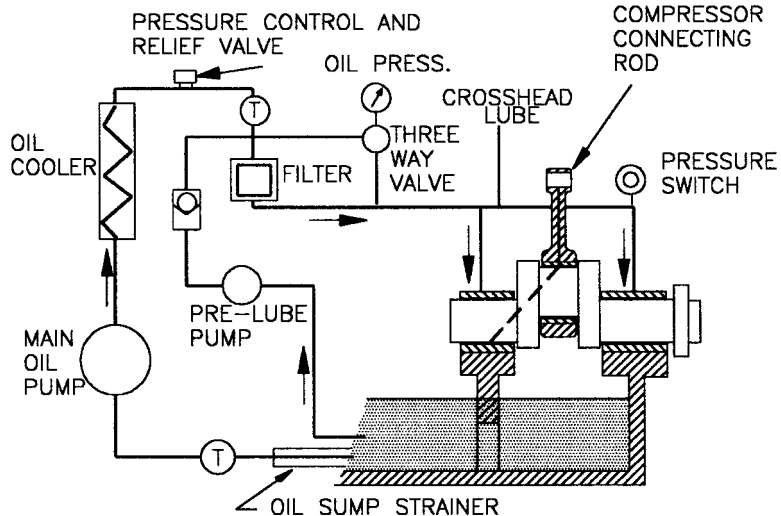 PRESSURE CONTROL AND
RELIEF VALVE
OIL PRESS.
COMPRESSOR
CONNECTING
ROD
CROSSHEAD
LUBE
OIL
COOLER
T
FILTER
THREE
WAY
VALVE
PRESSURE
SWITCH
PRE-LUBE
PUMP
MAIN
OIL
PUMP
T
OIL SUMP STRAINER